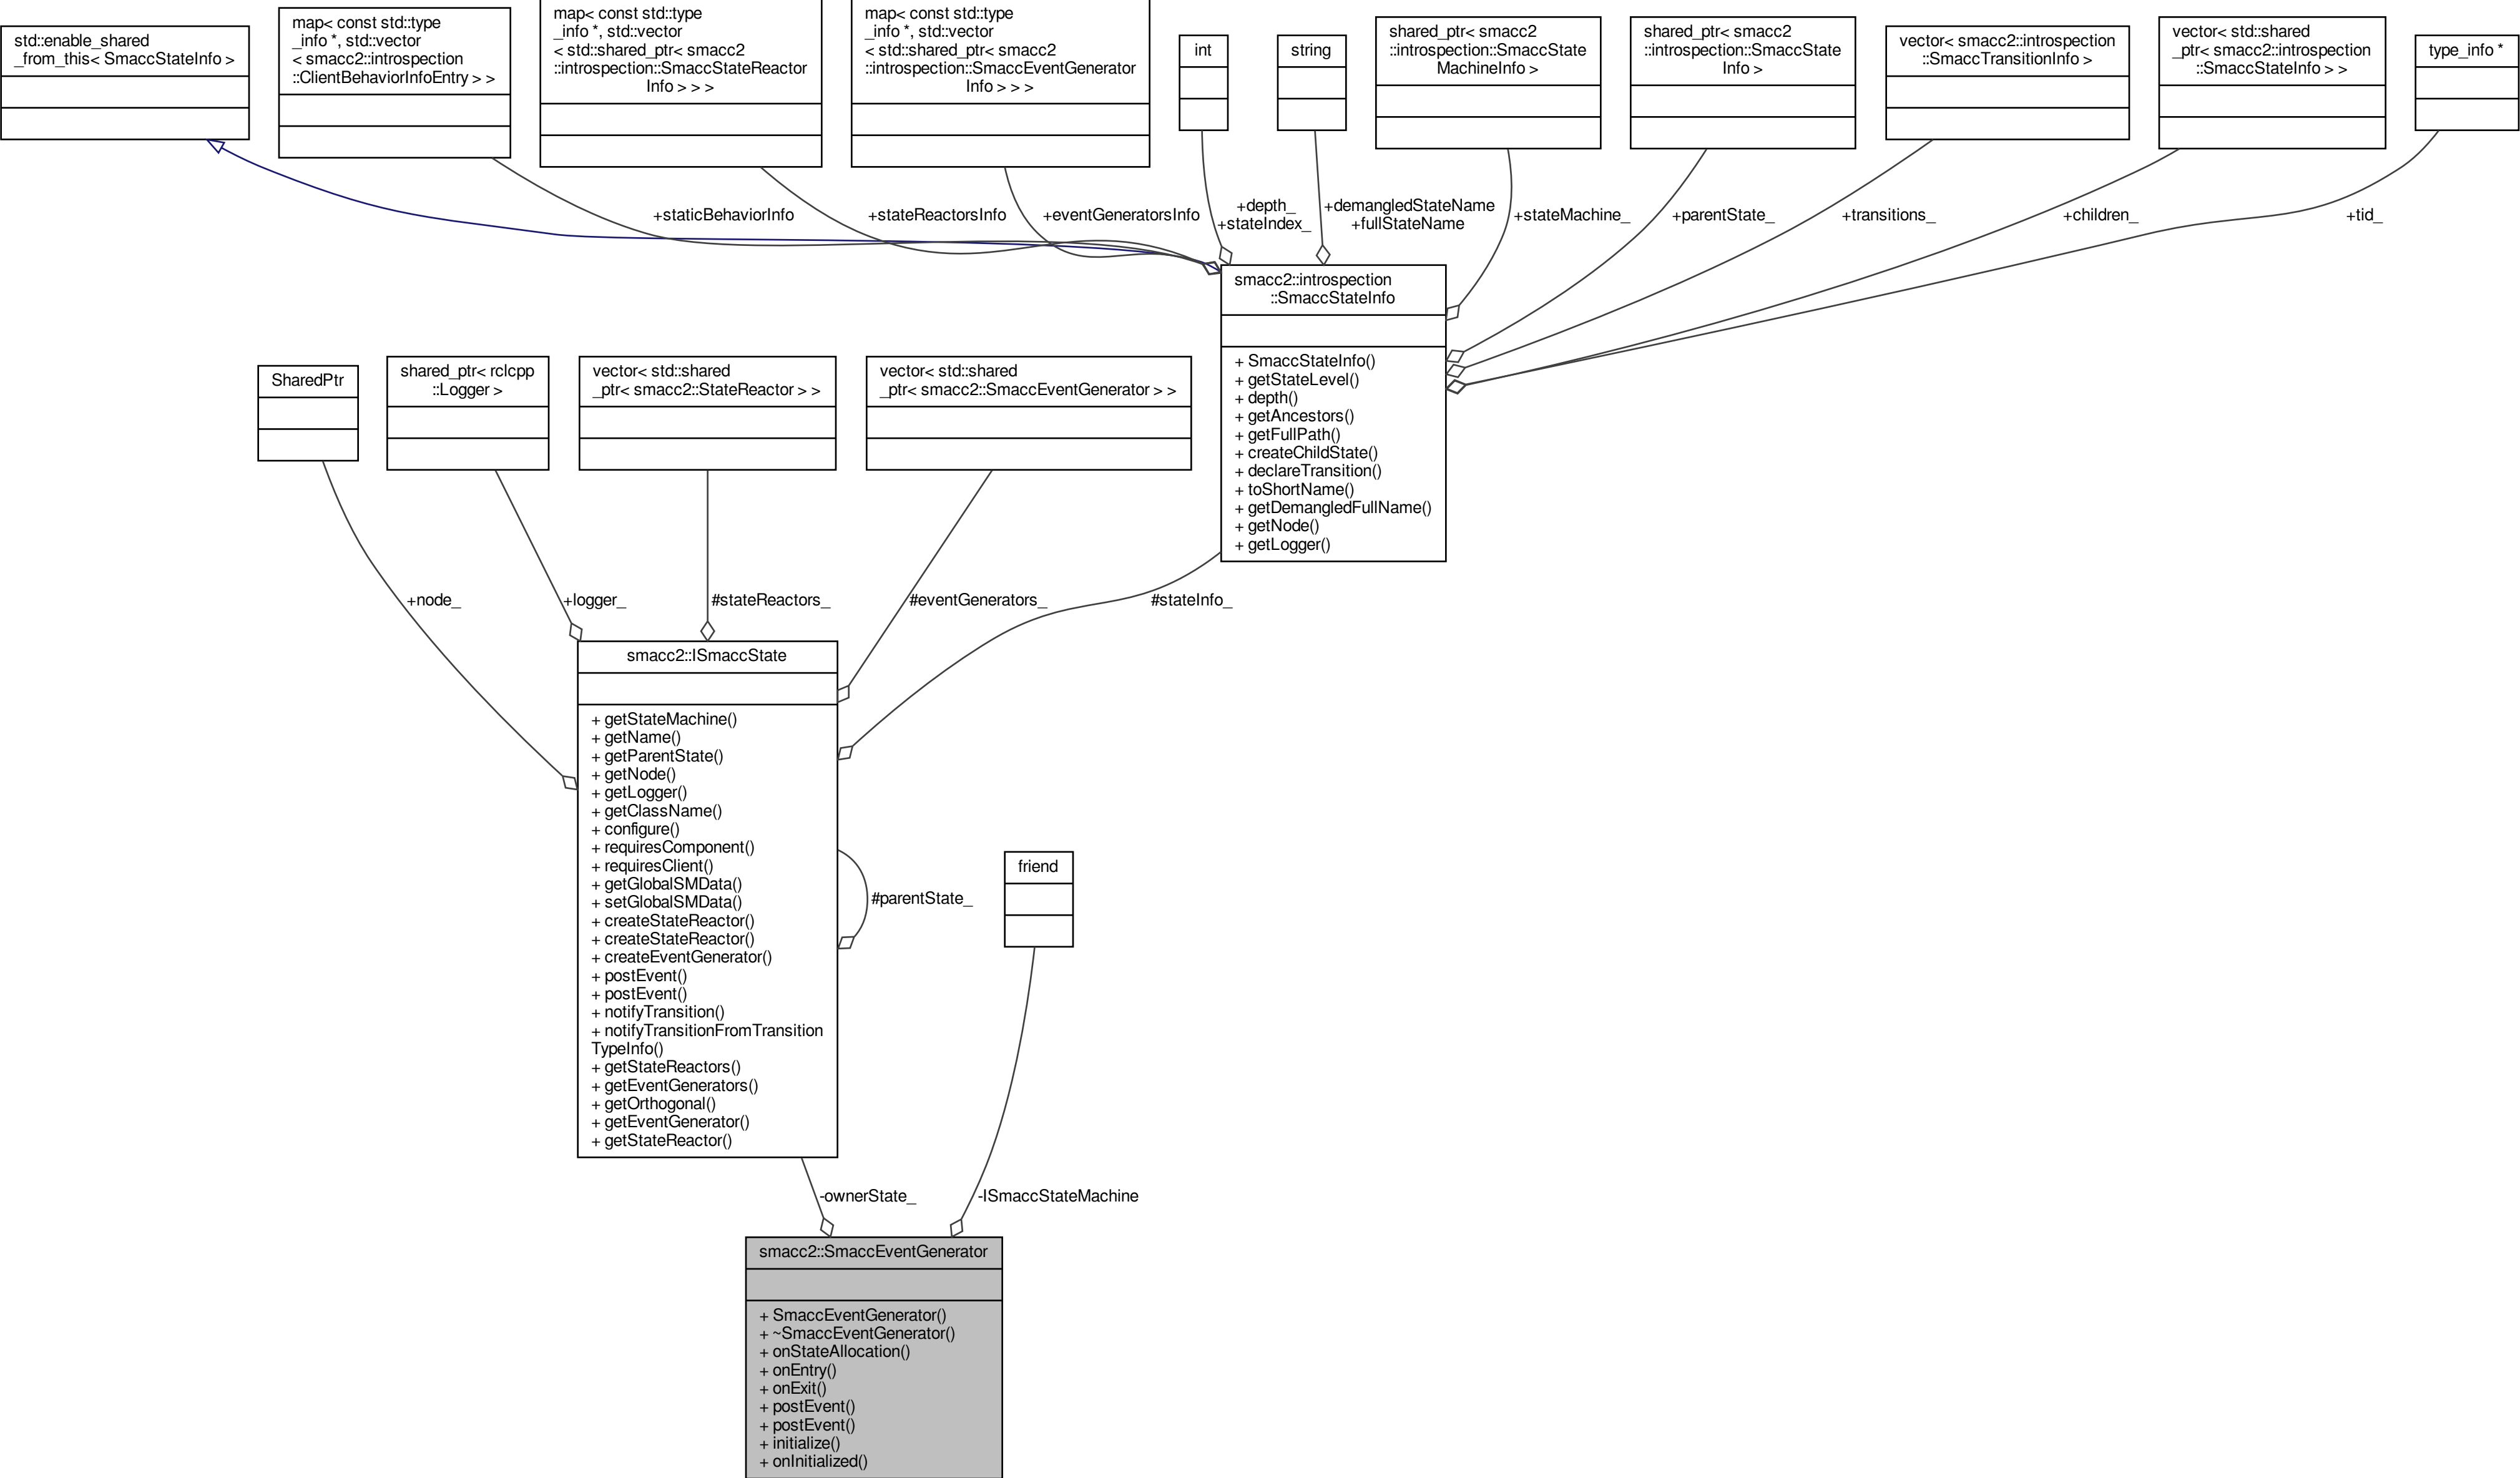 std::enable_shared
_from_this< SmaccStateInfo >
map< const std::type
_info *, std::vector
< smacc2::introspection
::ClientBehaviorInfoEntry > >
map< const std::type
_info *, std::vector
< std::shared_ptr< smacc2
::introspection::SmaccStateReactor
Info > > >
map< const std::type
_info *, std::vector
< std::shared_ptr< smacc2
::introspection::SmaccEventGenerator
Info > > >
int
string
shared_ptr< smacc2
::introspection::SmaccState
MachineInfo >
shared_ptr< smacc2
::introspection::SmaccState
Info >
vector< smacc2::introspection
::SmaccTransitionInfo >
vector< std::shared
_ptr< smacc2::introspection
::SmaccStateInfo > >
type_info *
+staticBehaviorInfo
+stateReactorsInfo
+eventGeneratorsInfo
+depth_
+stateIndex_
+demangledStateName
+fullStateName
+stateMachine_
+parentState_
+transitions_
+children_
+tid_
smacc2::introspection
::SmaccStateInfo
+ SmaccStateInfo()
+ getStateLevel()
+ depth()
+ getAncestors()
+ getFullPath()
+ createChildState()
+ declareTransition()
+ toShortName()
+ getDemangledFullName()
+ getNode()
+ getLogger()
SharedPtr
shared_ptr< rclcpp
::Logger >
vector< std::shared
_ptr< smacc2::StateReactor > >
vector< std::shared
_ptr< smacc2::SmaccEventGenerator > >
+node_
+logger_
#stateReactors_
#eventGenerators_
#stateInfo_
smacc2::ISmaccState
+ getStateMachine()
+ getName()
+ getParentState()
+ getNode()
+ getLogger()
+ getClassName()
+ configure()
+ requiresComponent()
+ requiresClient()
+ getGlobalSMData()
+ setGlobalSMData()
+ createStateReactor()
+ createStateReactor()
+ createEventGenerator()
+ postEvent()
+ postEvent()
+ notifyTransition()
+ notifyTransitionFromTransition
TypeInfo()
+ getStateReactors()
+ getEventGenerators()
+ getOrthogonal()
+ getEventGenerator()
+ getStateReactor()
#parentState_
friend
-ownerState_
-ISmaccStateMachine
smacc2::SmaccEventGenerator
+ SmaccEventGenerator()
+ ~SmaccEventGenerator()
+ onStateAllocation()
+ onEntry()
+ onExit()
+ postEvent()
+ postEvent()
+ initialize()
+ onInitialized()